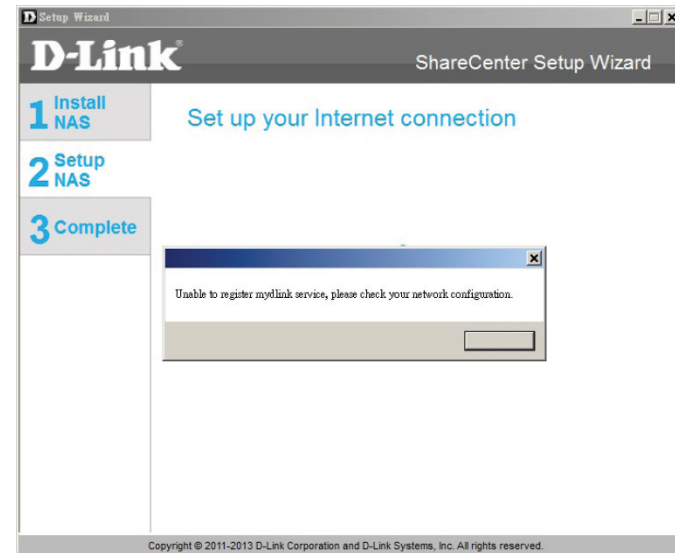 D Setup Wizard
D-Link®
ShareCenter Setup Wizard
1 Install
NAS
2 Setup
NAS
3 Complete
Set up your Internet connection
Unable to register mydlink service, please check your network configuration.
Copyright © 2011-2013 D-Link Corporation and D-Link Systems, Inc. All rights reserved.